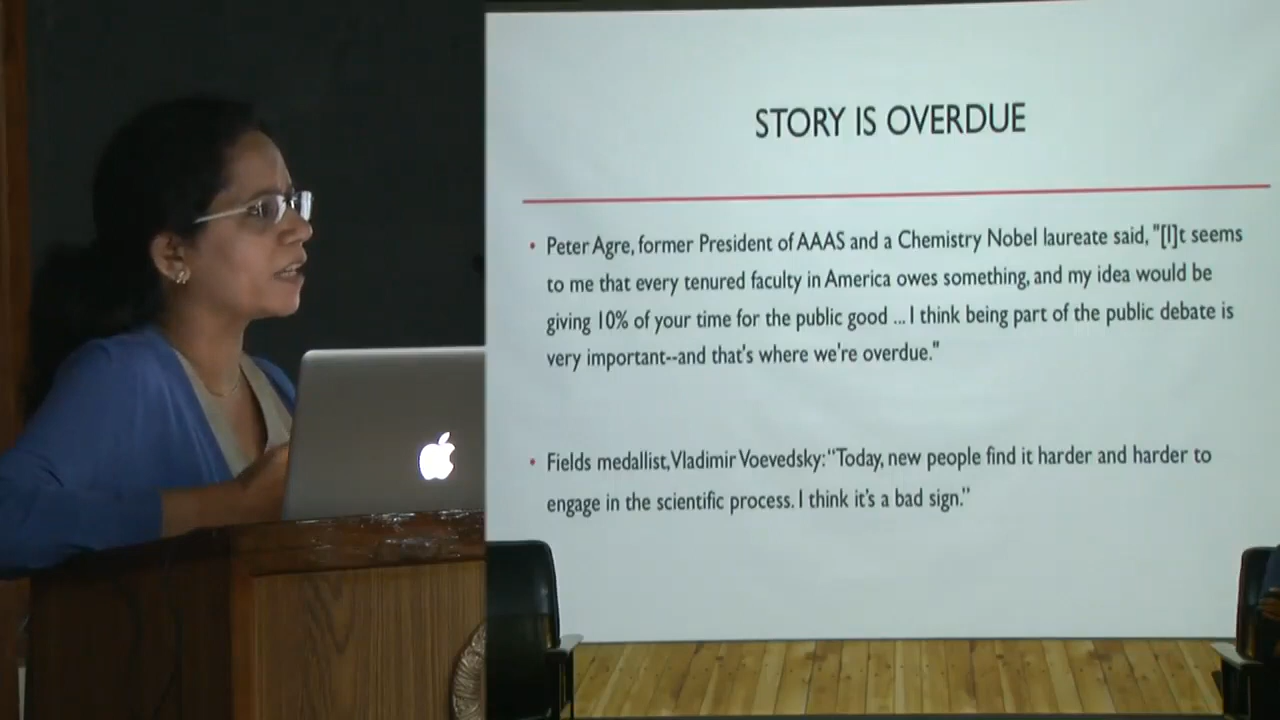 STORY IS OVERDUE
• Peter Agre, former President of AAAS and a Chemistry Nobel laureate said, "[I]t seems
to me that every tenured faculty in America owes something, and my idea would be
giving 10% of your time for the public good ... I think being part of the public debate is
very important--and that's where we're overdue."
• Fields medallist, Vladimir Voevedsky: “Today, new people find it harder and harder to
engage in the scientific process. I think it’s a bad sign.”